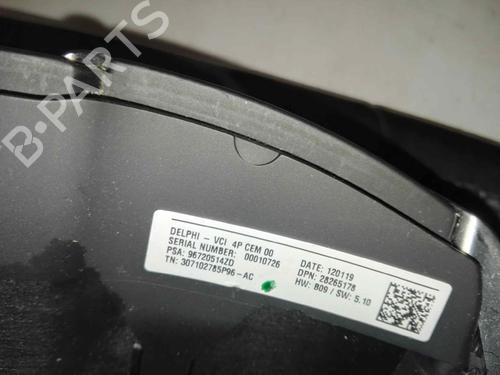 B-PARTS
DELPHI - VCI 4P CEM 00
SERIAL NUMBER: 00010726 DATE: 120119
PSA: 96720514ZD DPN: 28265178
TN: 307102785P96-AC HW: B09 / SW: 5.10